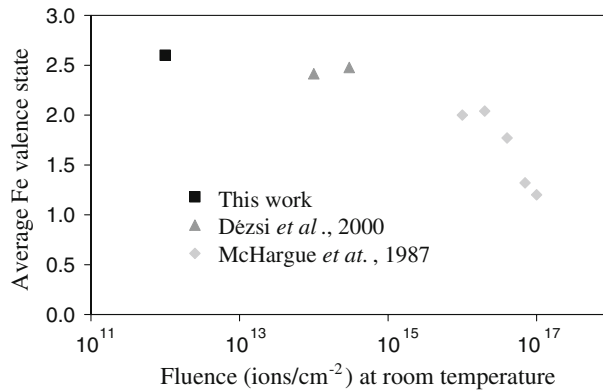 Average Fe valence state
3.0
2.5
2.0
1.5
1.0
0.5
0.0
This work
Dézsi et al., 2000
McHargue et at. , 1987
10^11 10^13 10^15 10^17
Fluence (ions/cm^-2) at room temperature